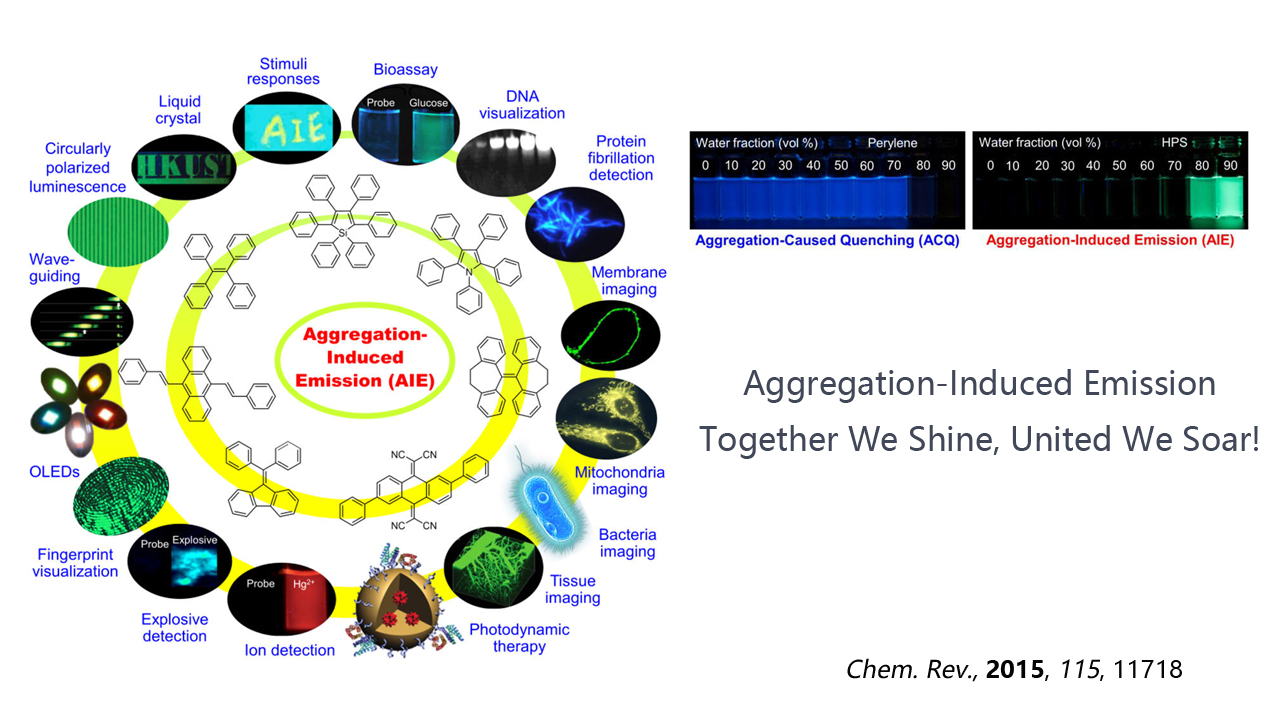 Stimuli
responses
Bioassay
Probe
Glucose
DNA
visualization
Protein
fibrillation
detection
Membrane
imaging
Mitochondria
imaging
Bacteria
imaging
Tissue
imaging
Photodynamic
therapy
Ion detection
Probe
Hg2+
Explosive
detection
Probe
Explosive
Fingerprint
visualization
OLEDs
Wave-
guiding
Circularly
polarized
luminescence
Liquid
crystal
HKUST
AIE
Si
N
CN CN
NC CN
NC CN
Aggregation-
Induced
Emission (AIE)
Water fraction (vol %) Perylene
0 10 20 30 40 50 60 70 80 90
Aggregation-Caused Quenching (ACQ)
Water fraction (vol %) HPS
0 10 20 30 40 50 60 70 80 90
Aggregation-Induced Emission (AIE)
Aggregation-Induced Emission
Together We Shine, United We Soar!
Chem. Rev., 2015, 115, 11718